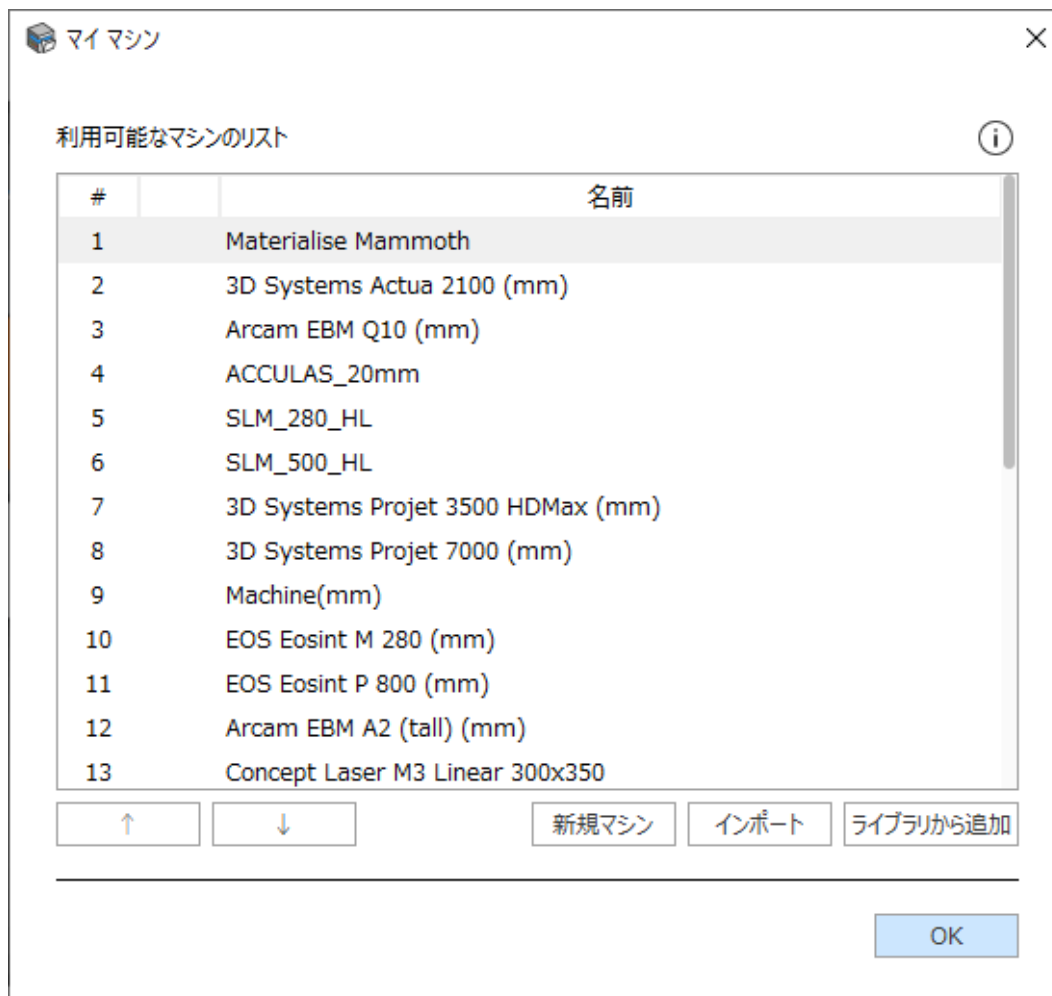 マイ マシン
利用可能なマシンのリスト
# 名前
1 Materialise Mammoth
2 3D Systems Actua 2100 (mm)
3 Arcam EBM Q10 (mm)
4 ACCULAS_20mm
5 SLM_280_HL
6 SLM_500_HL
7 3D Systems Projet 3500 HDMax (mm)
8 3D Systems Projet 7000 (mm)
9 Machine(mm)
10 EOS Eosint M 280 (mm)
11 EOS Eosint P 800 (mm)
12 Arcam EBM A2 (tall) (mm)
13 Concept Laser M3 Linear 300x350
↑ ↓ 新規マシン インポート ライブラリから追加
OK